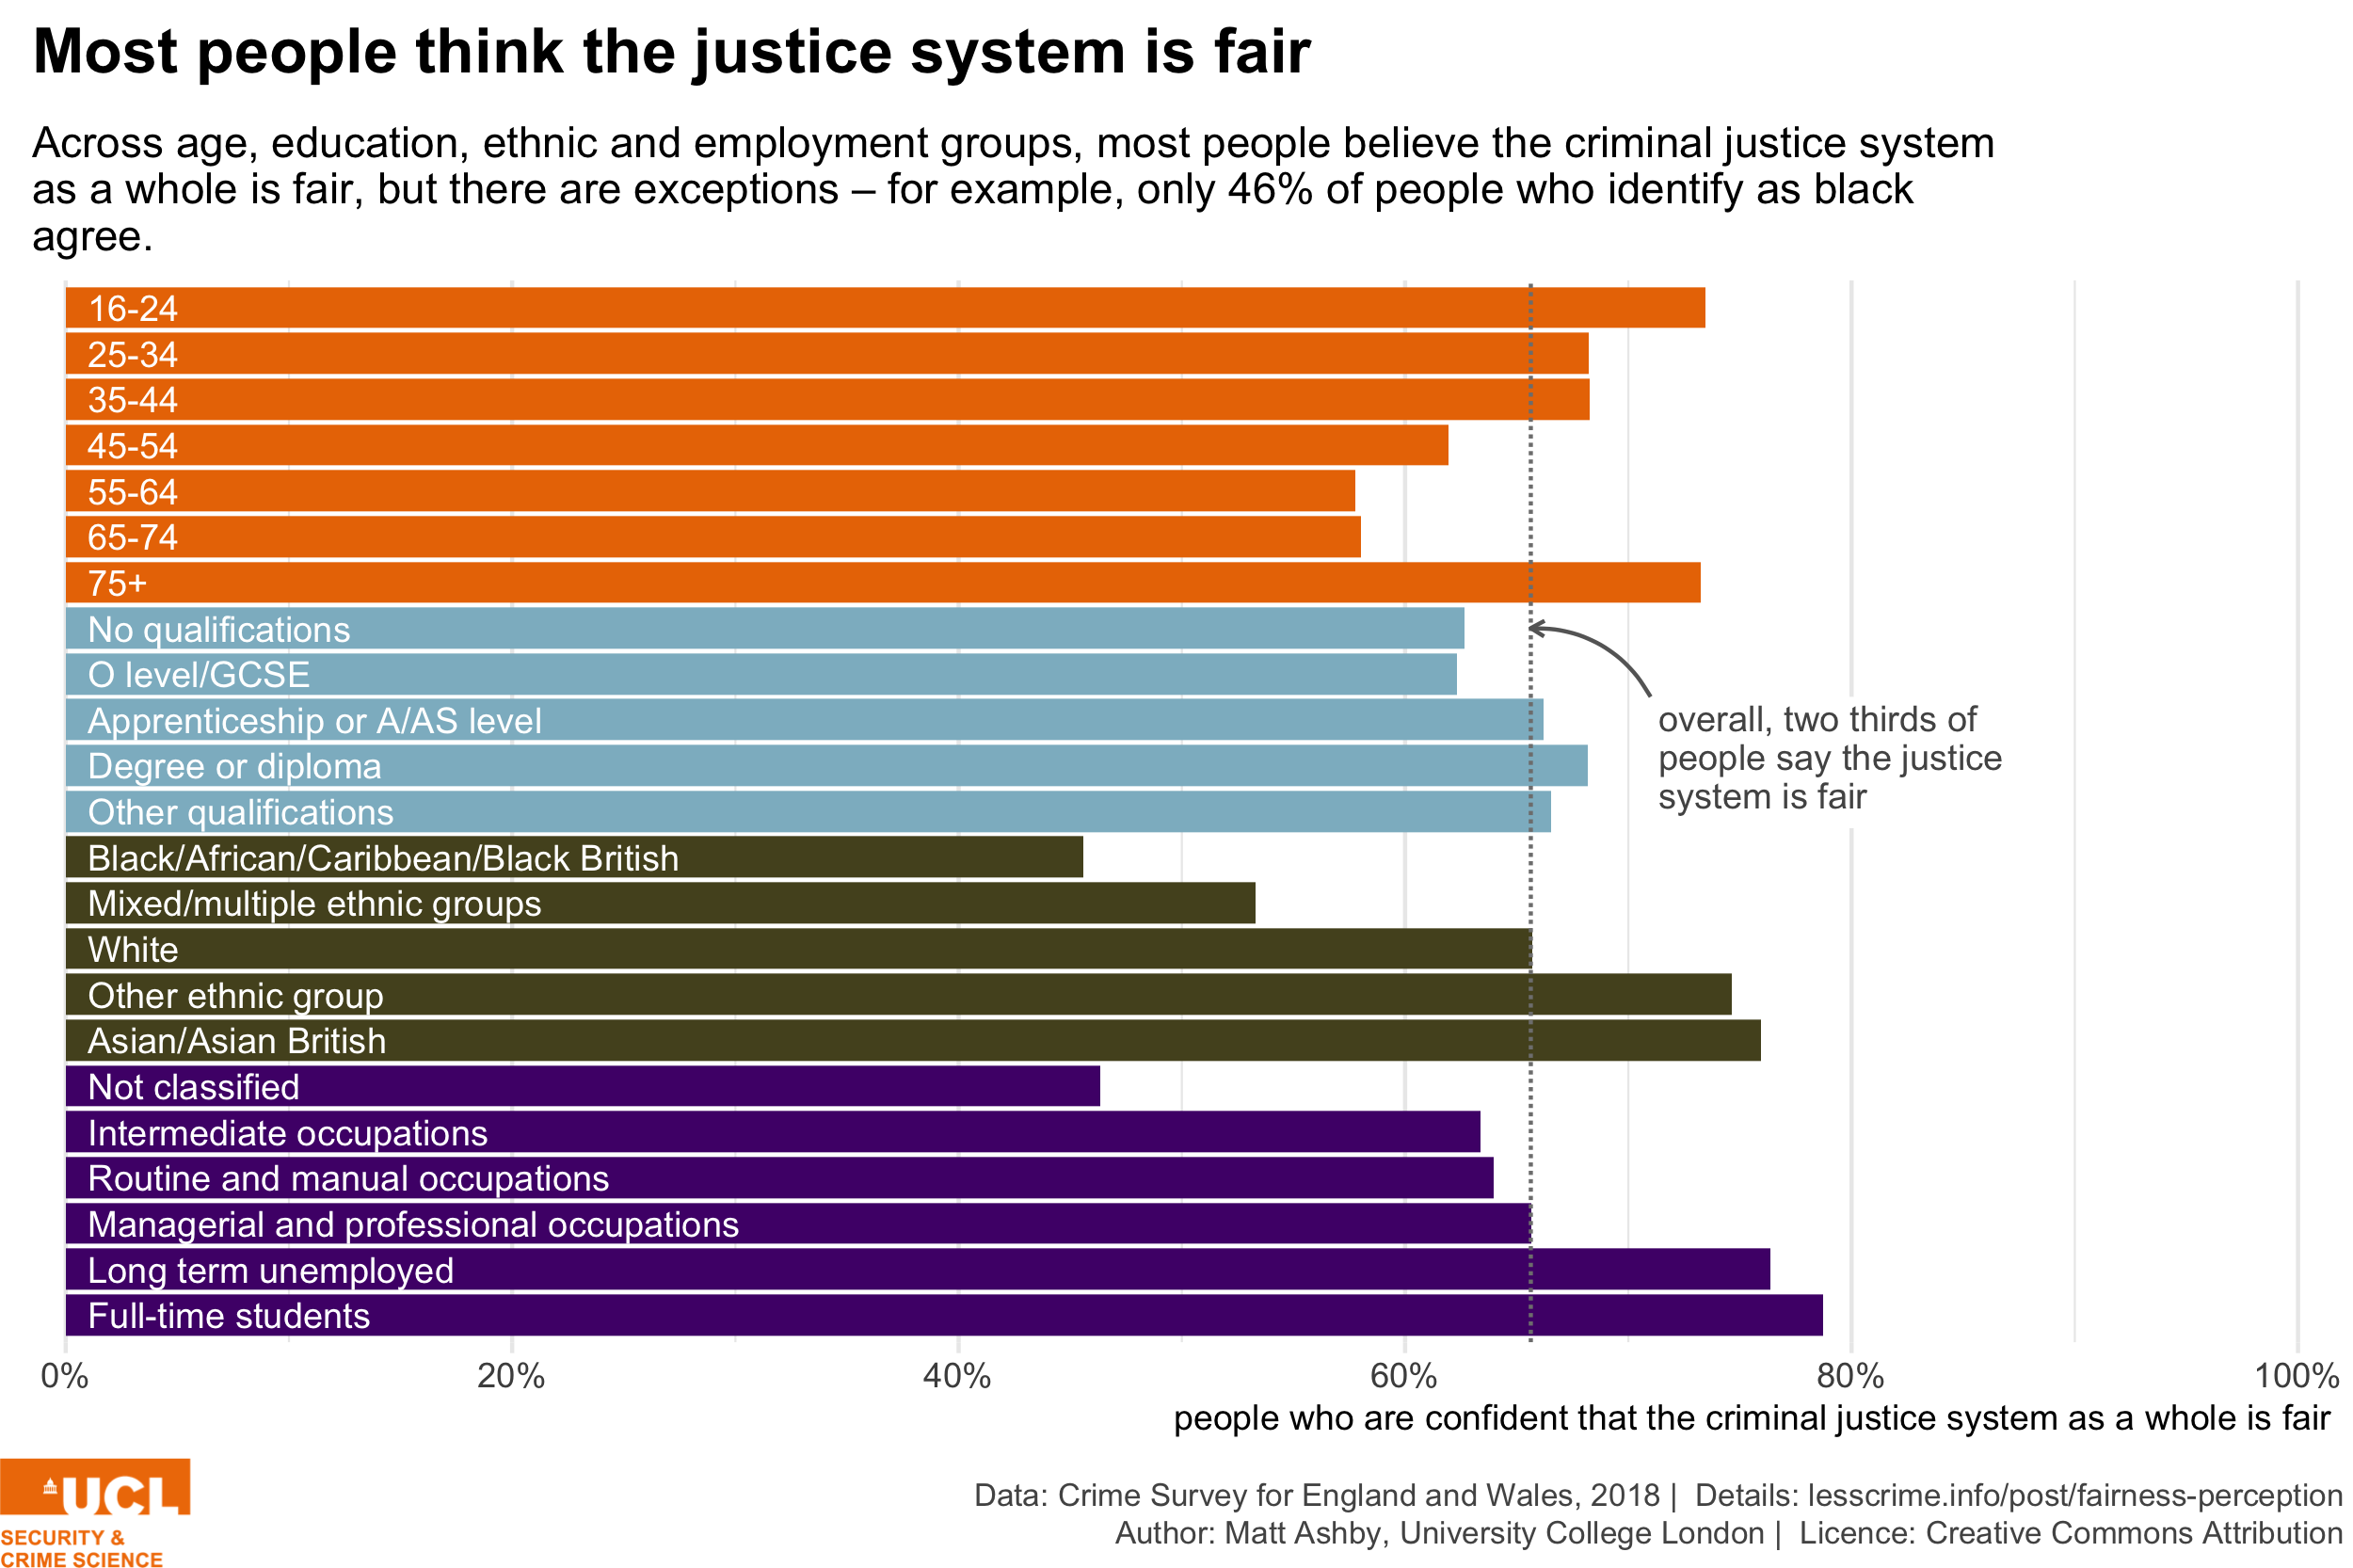 Most people think the justice system is fair
Across age, education, ethnic and employment groups, most people believe the criminal justice system
as a whole is fair, but there are exceptions – for example, only 46% of people who identify as black
agree.
16-24
25-34
35-44
45-54
55-64
65-74
75+
No qualifications
O level/GCSE
Apprenticeship or A/AS level
Degree or diploma
Other qualifications
overall, two thirds of
people say the justice
system is fair
Black/African/Caribbean/Black British
Mixed/multiple ethnic groups
White
Other ethnic group
Asian/Asian British
Not classified
Intermediate occupations
Routine and manual occupations
Managerial and professional occupations
Long term unemployed
Full-time students
0% 20% 40% 60% 80% 100%
people who are confident that the criminal justice system as a whole is fair
UCL
SECURITY &
CRIME SCIENCE
Data: Crime Survey for England and Wales, 2018 | Details: lesscrime.info/post/fairness-perception
Author: Matt Ashby, University College London | Licence: Creative Commons Attribution